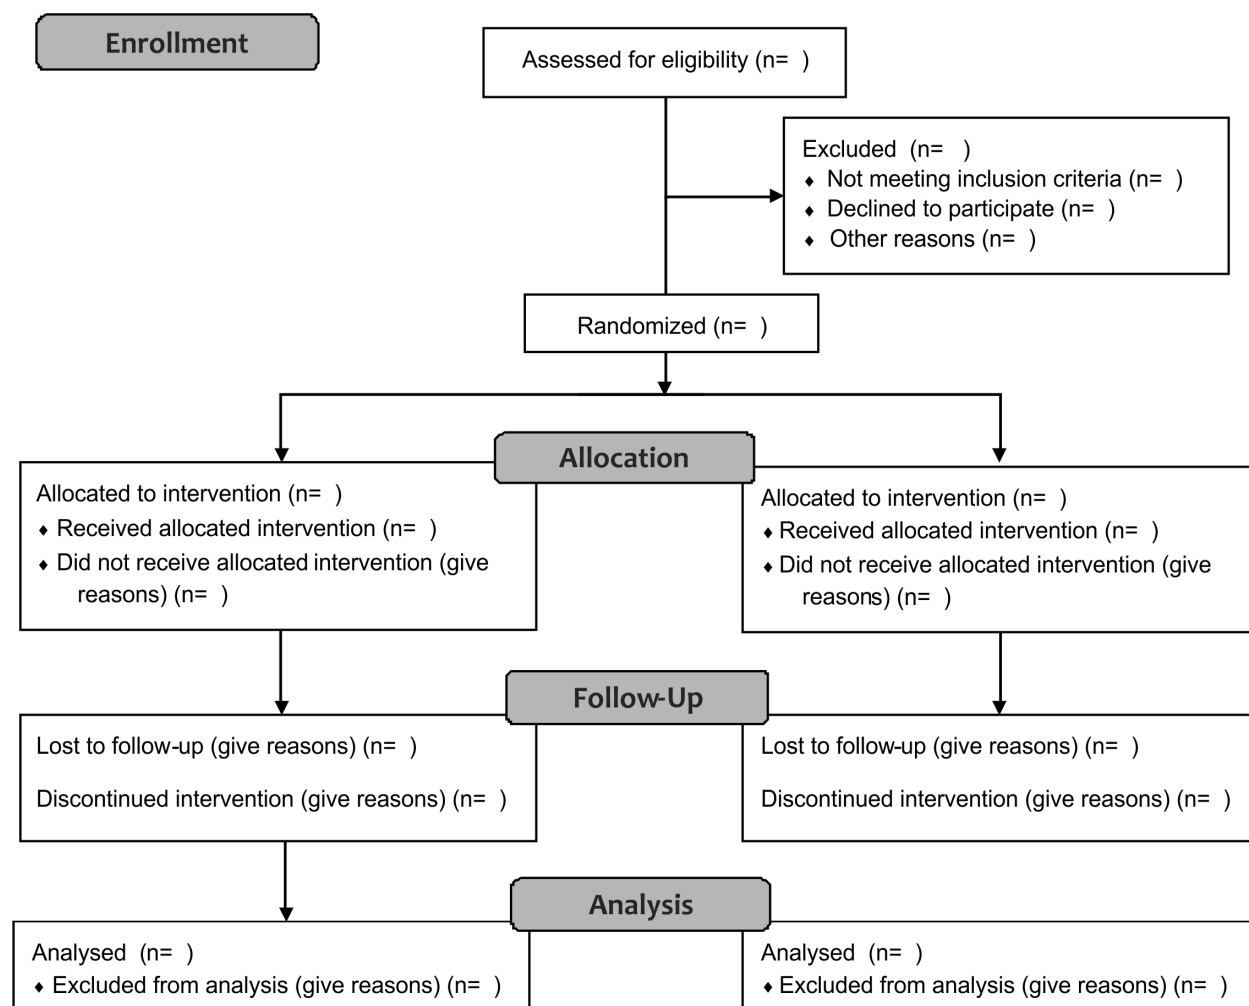 Enrollment
Assessed for eligibility (n= )
Excluded (n= )
♦ Not meeting inclusion criteria (n= )
♦ Declined to participate (n= )
♦ Other reasons (n= )
Randomized (n= )
Allocation
Allocated to intervention (n= )
♦ Received allocated intervention (n= )
♦ Did not receive allocated intervention (give
reasons) (n= )
Allocated to intervention (n= )
♦ Received allocated intervention (n= )
♦ Did not receive allocated intervention (give
reasons) (n= )
Follow-Up
Lost to follow-up (give reasons) (n= )
Discontinued intervention (give reasons) (n= )
Lost to follow-up (give reasons) (n= )
Discontinued intervention (give reasons) (n= )
Analysis
Analysed (n= )
♦ Excluded from analysis (give reasons) (n= )
Analysed (n= )
♦ Excluded from analysis (give reasons) (n= )